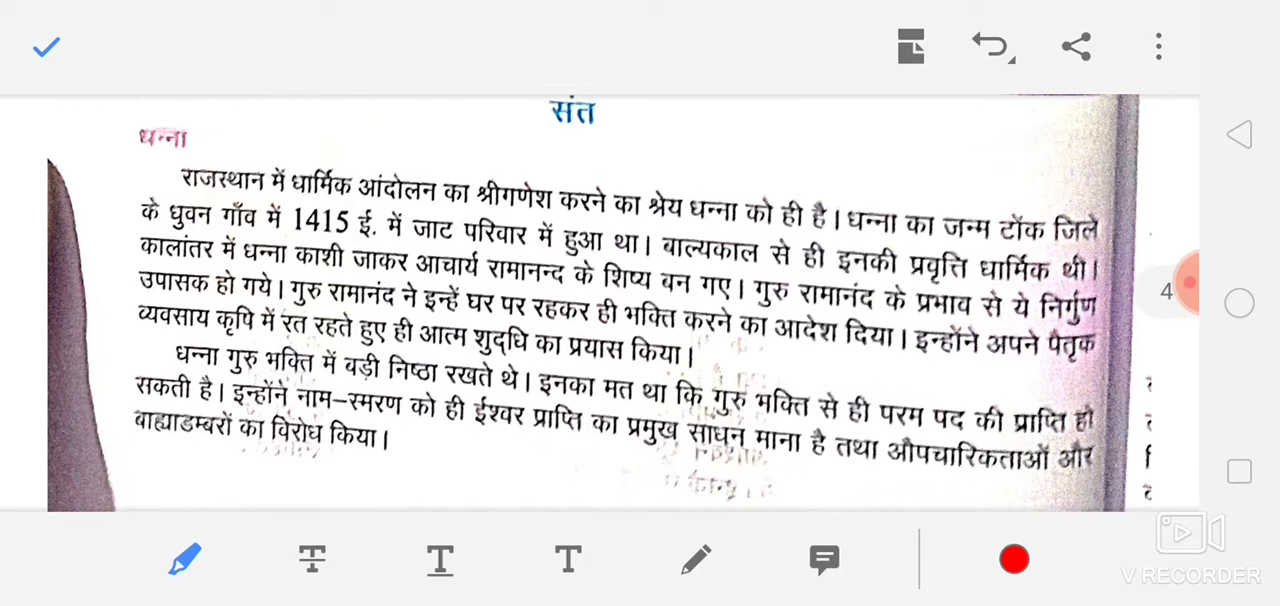 संत
धन्ना
राजस्थान में धार्मिक आंदोलन का श्रीगणेश करने का श्रेय धन्ना को ही है। धन्ना का जन्म टोंक जिले
के धुवन गाँव में 1415 ई. में जाट परिवार में हुआ था। बाल्यकाल से ही इनकी प्रवृत्ति धार्मिक थी।
कालांतर में धन्ना काशी जाकर आचार्य रामानन्द के शिष्य बन गए। गुरु रामानंद के प्रभाव से ये निर्गुण
उपासक हो गये। गुरु रामानंद ने इन्हें घर पर रहकर ही भक्ति करने का आदेश दिया। इन्होंने अपने पैतृक
व्यवसाय कृषि में रत रहते हुए ही आत्म शुद्धि का प्रयास किया।
धन्ना गुरु भक्ति में बड़ी निष्ठा रखते थे। इनका मत था कि गुरु भक्ति से ही परम पद की प्राप्ति हो
सकती है। इन्होंने नाम-स्मरण को ही ईश्वर प्राप्ति का प्रमुख साधन माना है तथा औपचारिकताओं और
बाह्याडम्बरों का विरोध किया।
4
T T T
V RECORDER